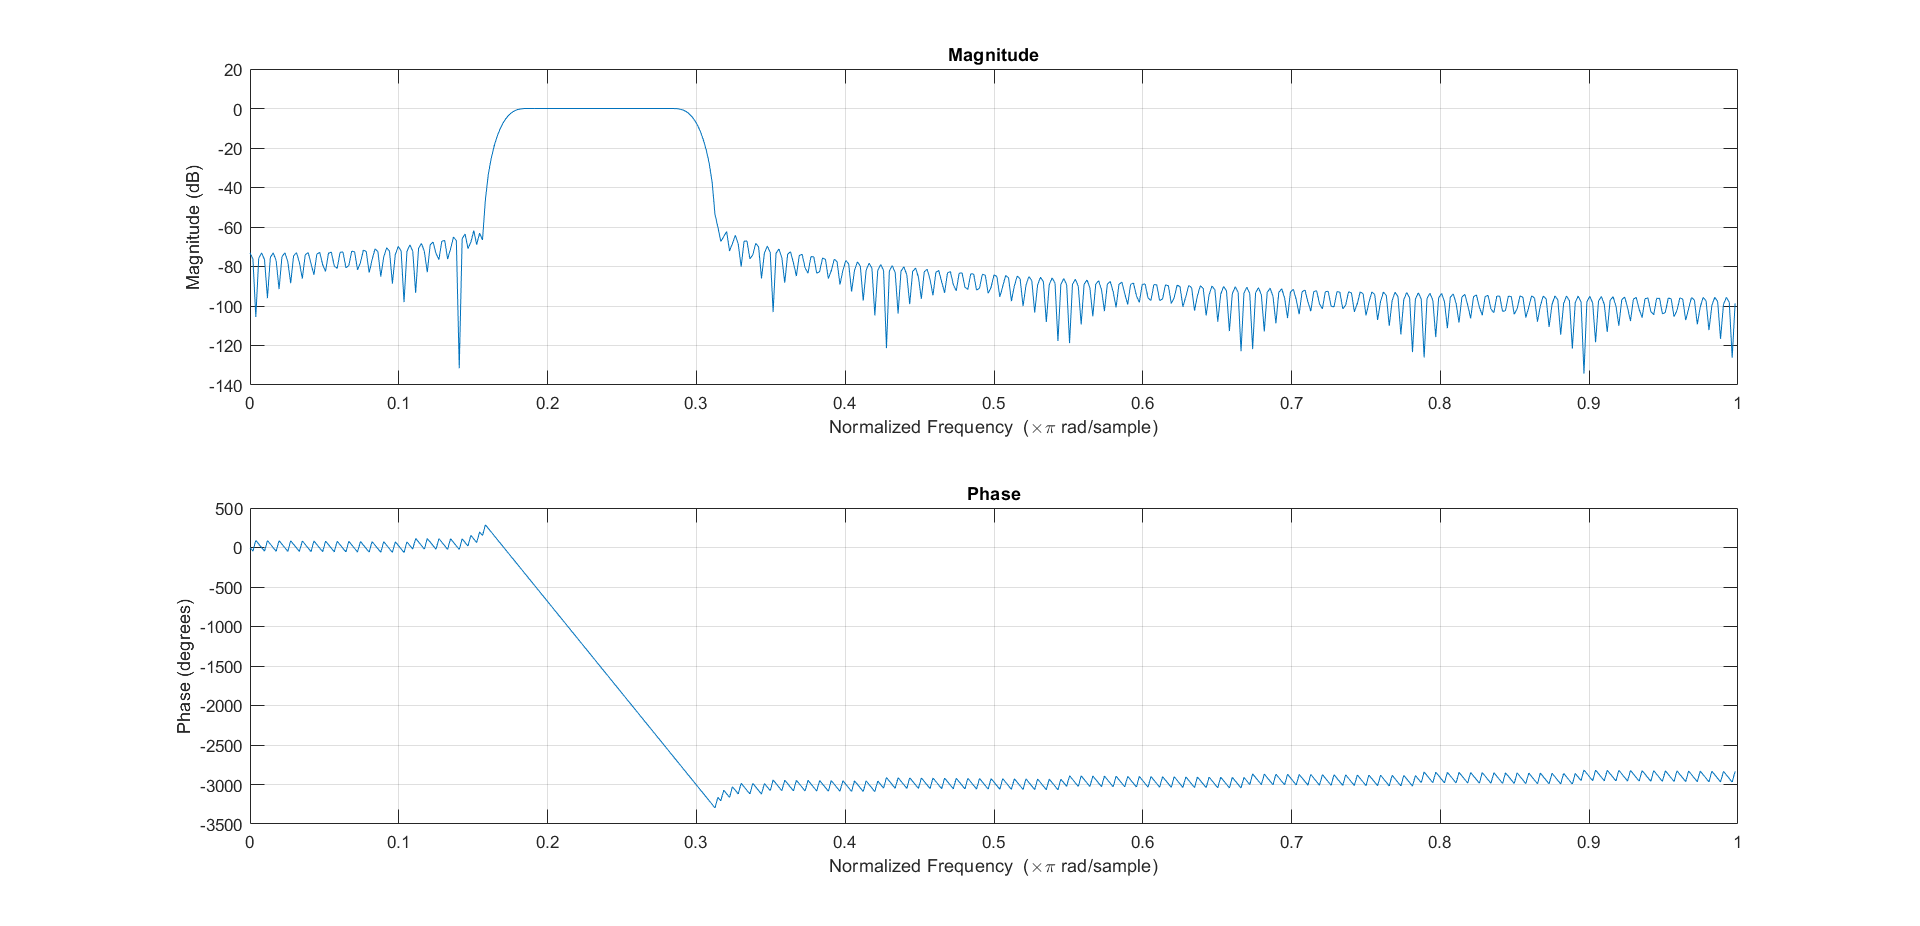 Magnitude
20
0
-20
-40
-60
-80
-100
-120
-140
Magnitude (dB)
0 0.1 0.2 0.3 0.4 0.5 0.6 0.7 0.8 0.9 1
Normalized Frequency (×π rad/sample)
Phase
500
0
-500
-1000
-1500
-2000
-2500
-3000
-3500
Phase (degrees)
0 0.1 0.2 0.3 0.4 0.5 0.6 0.7 0.8 0.9 1
Normalized Frequency (×π rad/sample)